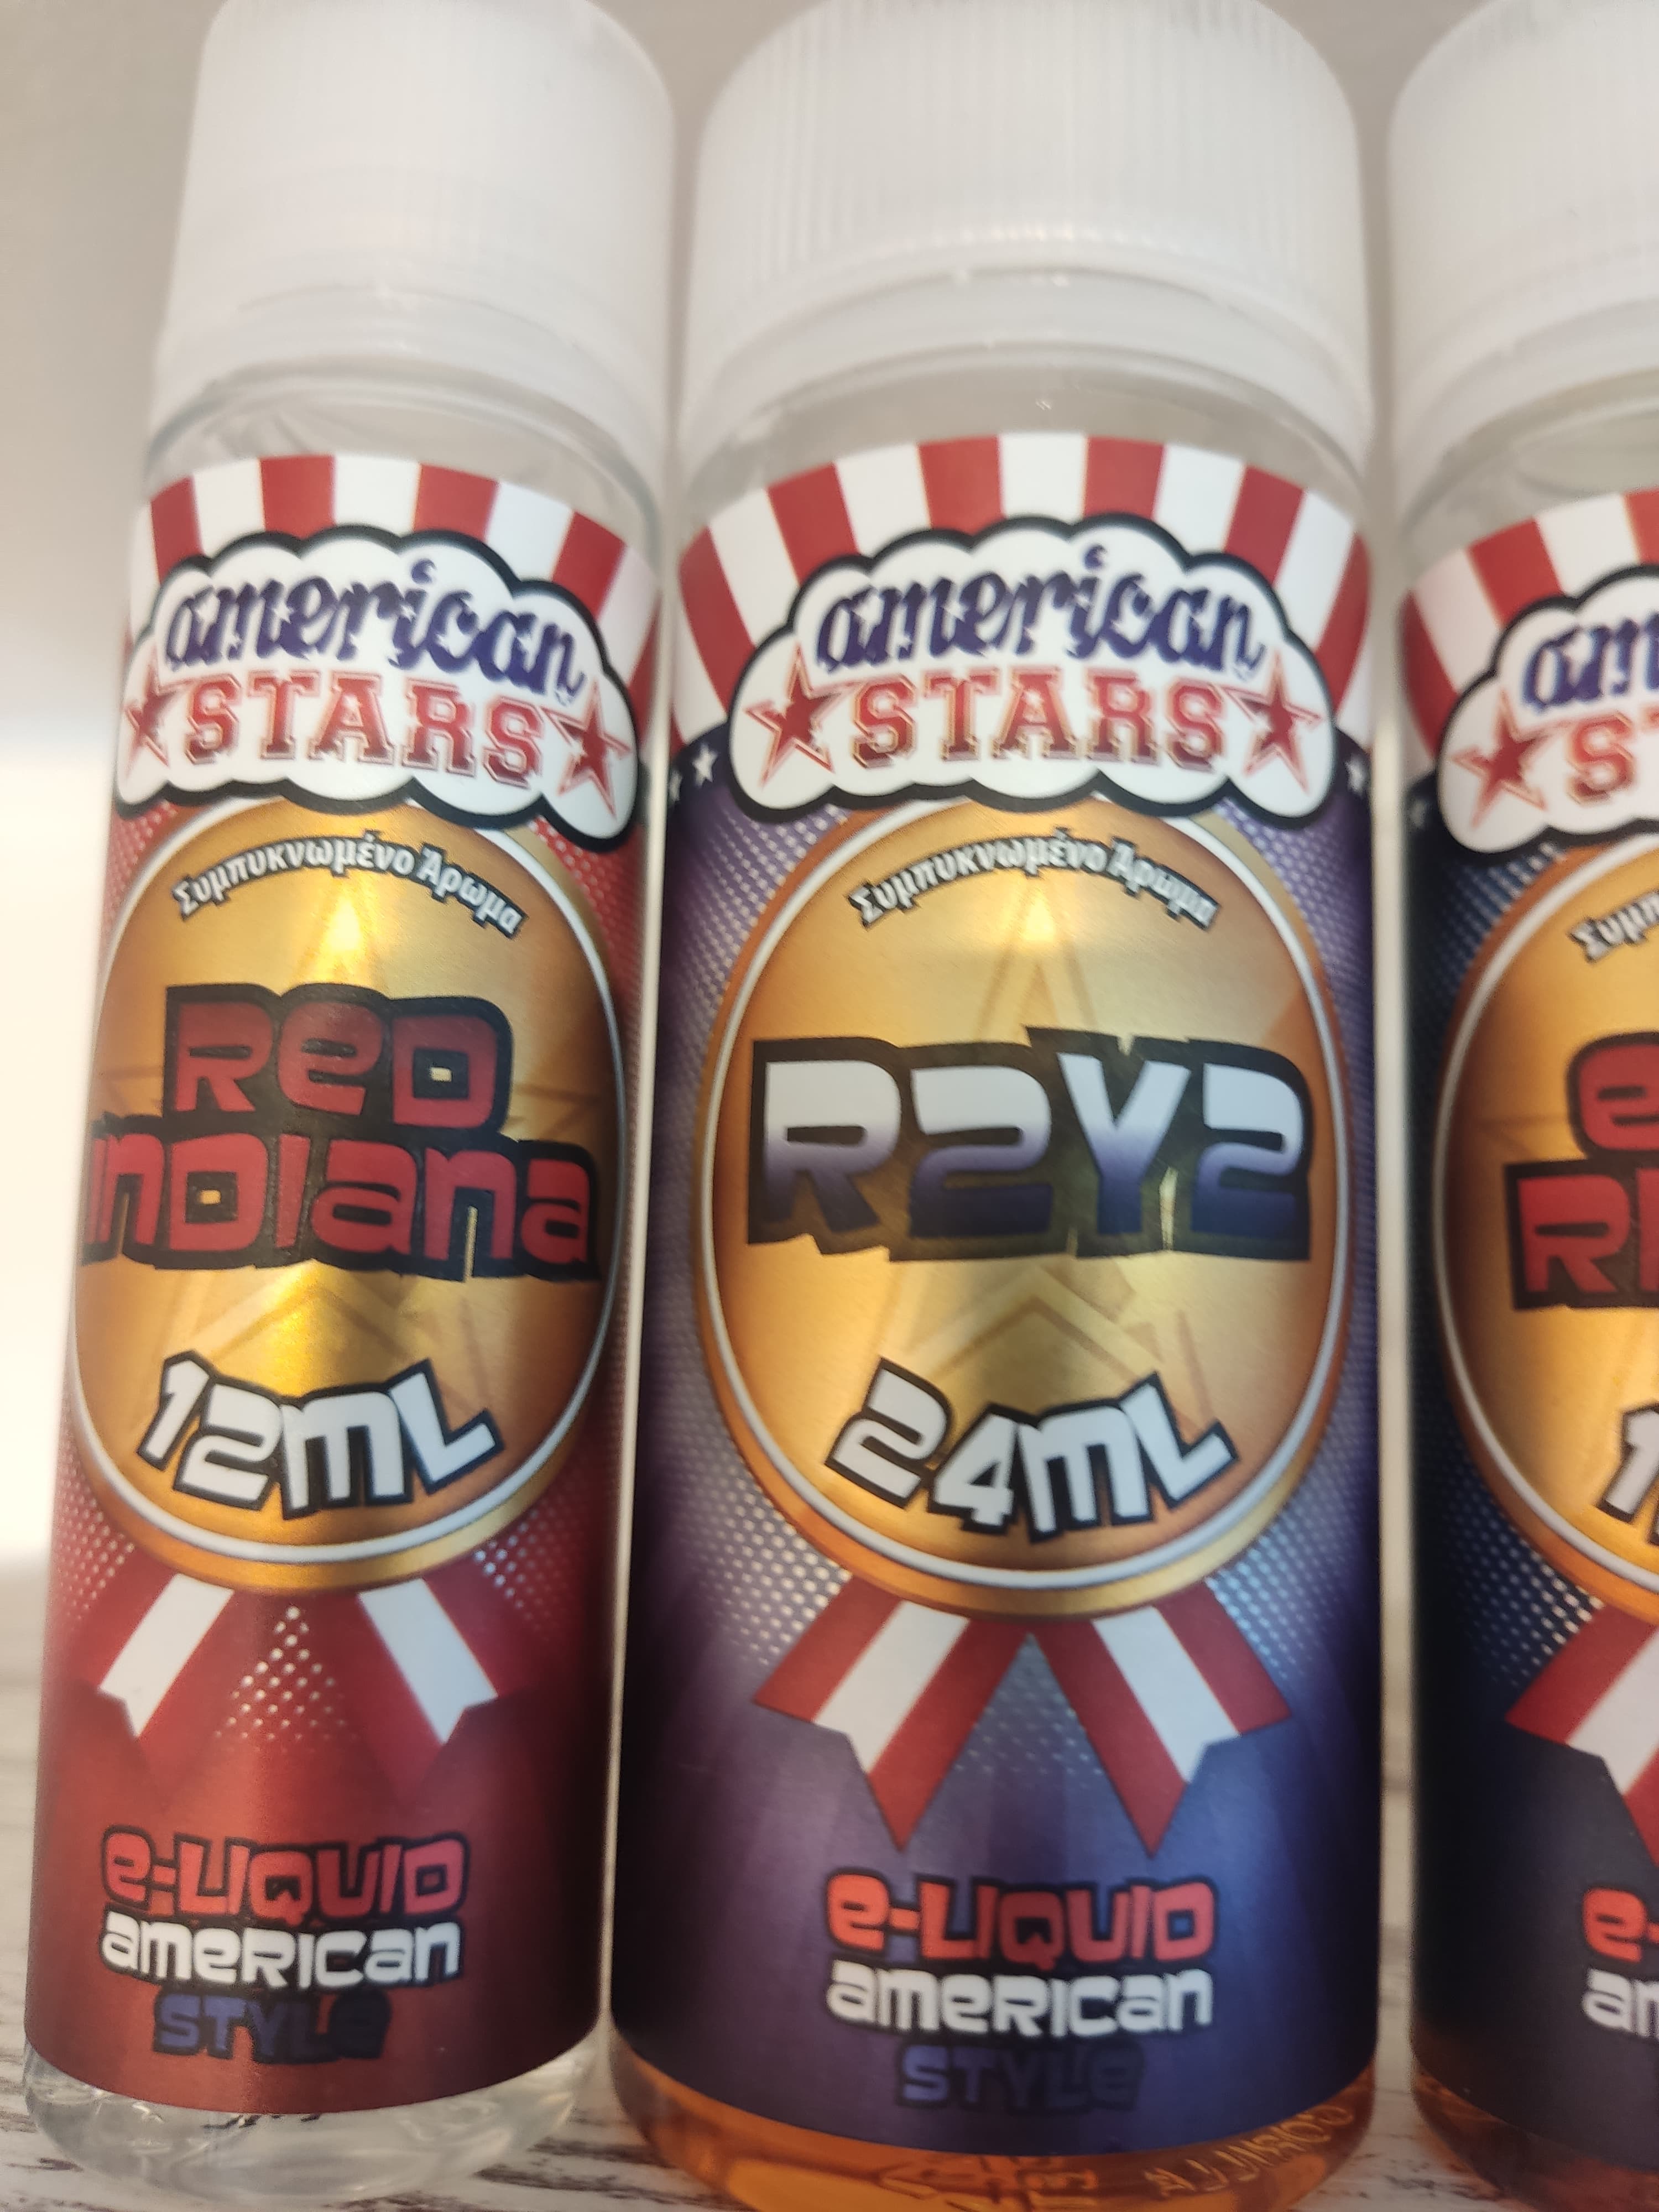 american
STARS
Συμπυκνωμένο Άρωμα
Red
Indiana
12ML
e-LIQUID
american
STYLe
american
STARS
Συμπυκνωμένο Άρωμα
R2Y2
24ML
e-LIQUID
american
STYLe